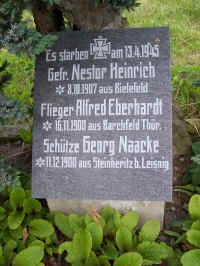 Es starben am 13.4.1945
Gefr. Nestor Heinrich
* 8.10.1907 aus Bielefeld
Flieger Alfred Eberhardt
* 16.11.1900 aus Barchfeld Thür.
Schütze Georg Naacke
* 11.12.1900 aus Steinheritz b. Leisnig